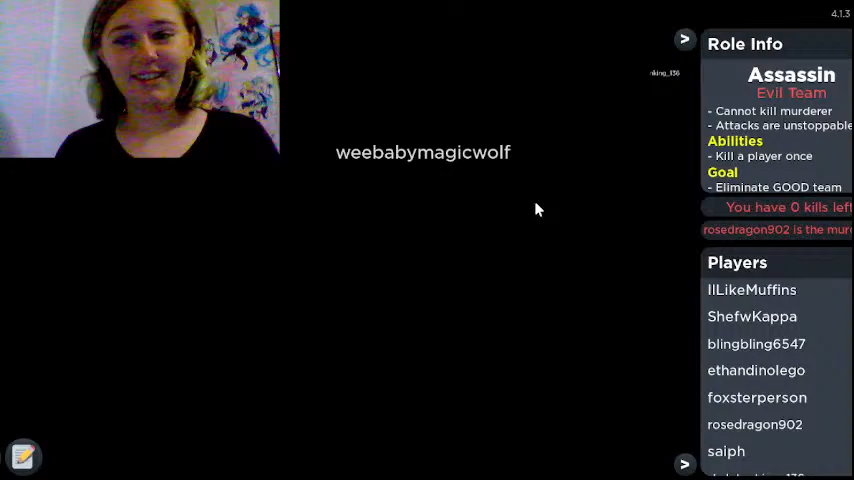 4.1.3
>
Role Info
Assassin
Evil Team
- Cannot kill murderer
- Attacks are unstoppable
Abilities
- Kill a player once
Goal
- Eliminate GOOD team
You have 0 kills left
rosedragon902 is the mur
weebabymagicwolf
Players
IlLikeMuffins
ShefwKappa
blingbling6547
ethandinolego
foxsterperson
rosedragon902
saiph
>